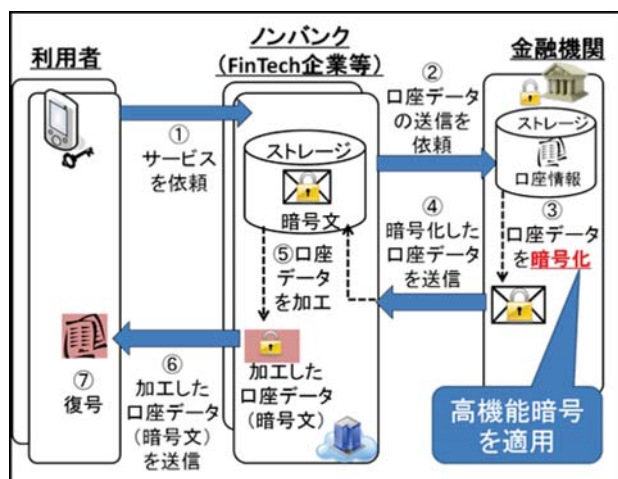 利用者
ノンバンク
（FinTech企業等）
金融機関
①
サービス
を依頼
②
口座データ
の送信を
依頼
ストレージ
口座情報
ストレージ
暗号文
③
口座データ
を暗号化
④
暗号化した
口座データ
を送信
⑤口座
データ
を加工
加工した
口座データ
（暗号文）
⑥
加工した
口座データ
（暗号文）
を送信
⑦
復号
高機能暗号
を適用